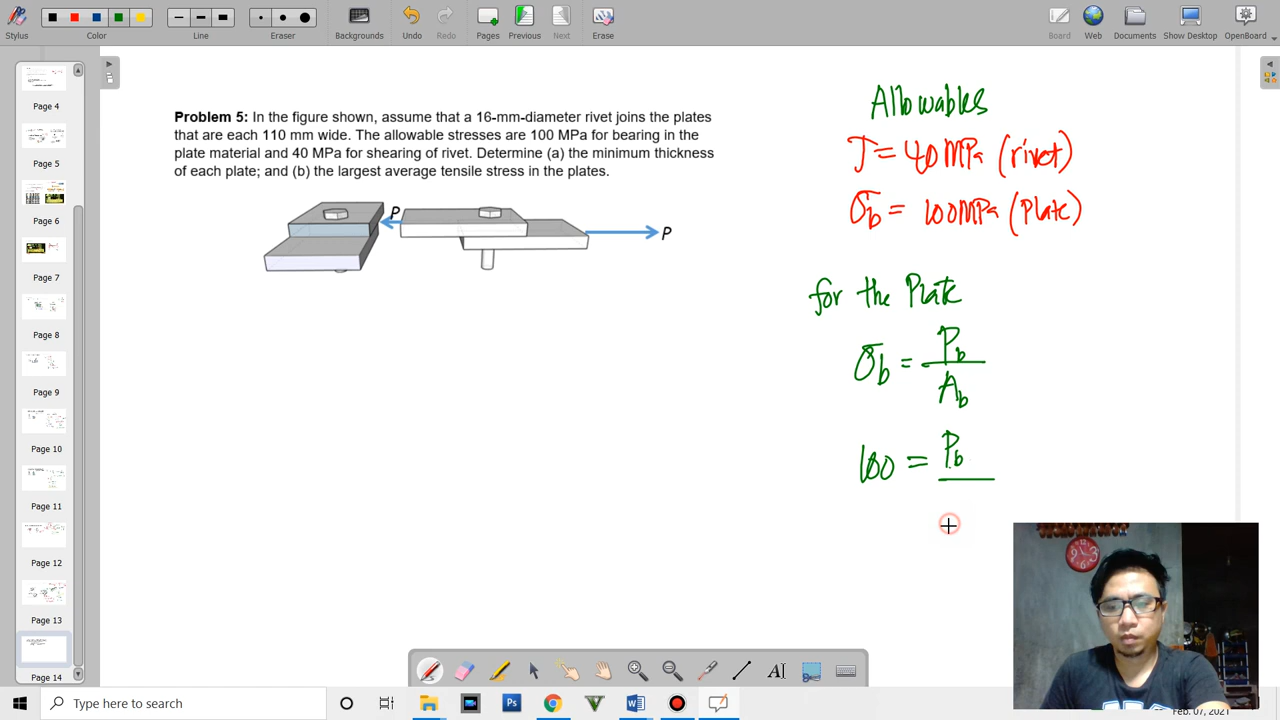 Stylus
Color
Line
Eraser
Backgrounds
Undo
Redo
Pages
Previous
Next
Erase
Board
Web
Documents
Show Desktop
OpenBoard
Page 4
Page 5
Page 6
Page 7
Page 8
Page 9
Page 10
Page 11
Page 12
Page 13
Page 14
Problem 5: In the figure shown, assume that a 16-mm-diameter rivet joins the plates
that are each 110 mm wide. The allowable stresses are 100 MPa for bearing in the
plate material and 40 MPa for shearing of rivet. Determine (a) the minimum thickness
of each plate; and (b) the largest average tensile stress in the plates.
P
P
Allowables
τ = 40 MPa (rivet)
σb = 100 MPa (Plate)
for the Plate
σb = Pb / Ab
100 = Pb
AI
Type here to search
Feb. 07, 2021